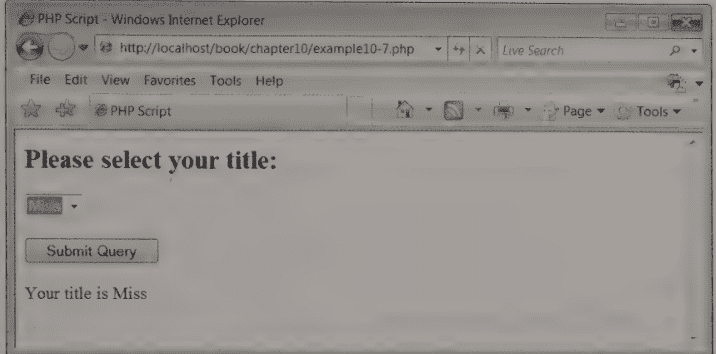 PHP Script - Windows Internet Explorer
http://localhost/book/chapter10/example10-7.php Live Search
File Edit View Favorites Tools Help
PHP Script Page Tools
Please select your title:
Miss
Submit Query
Your title is Miss